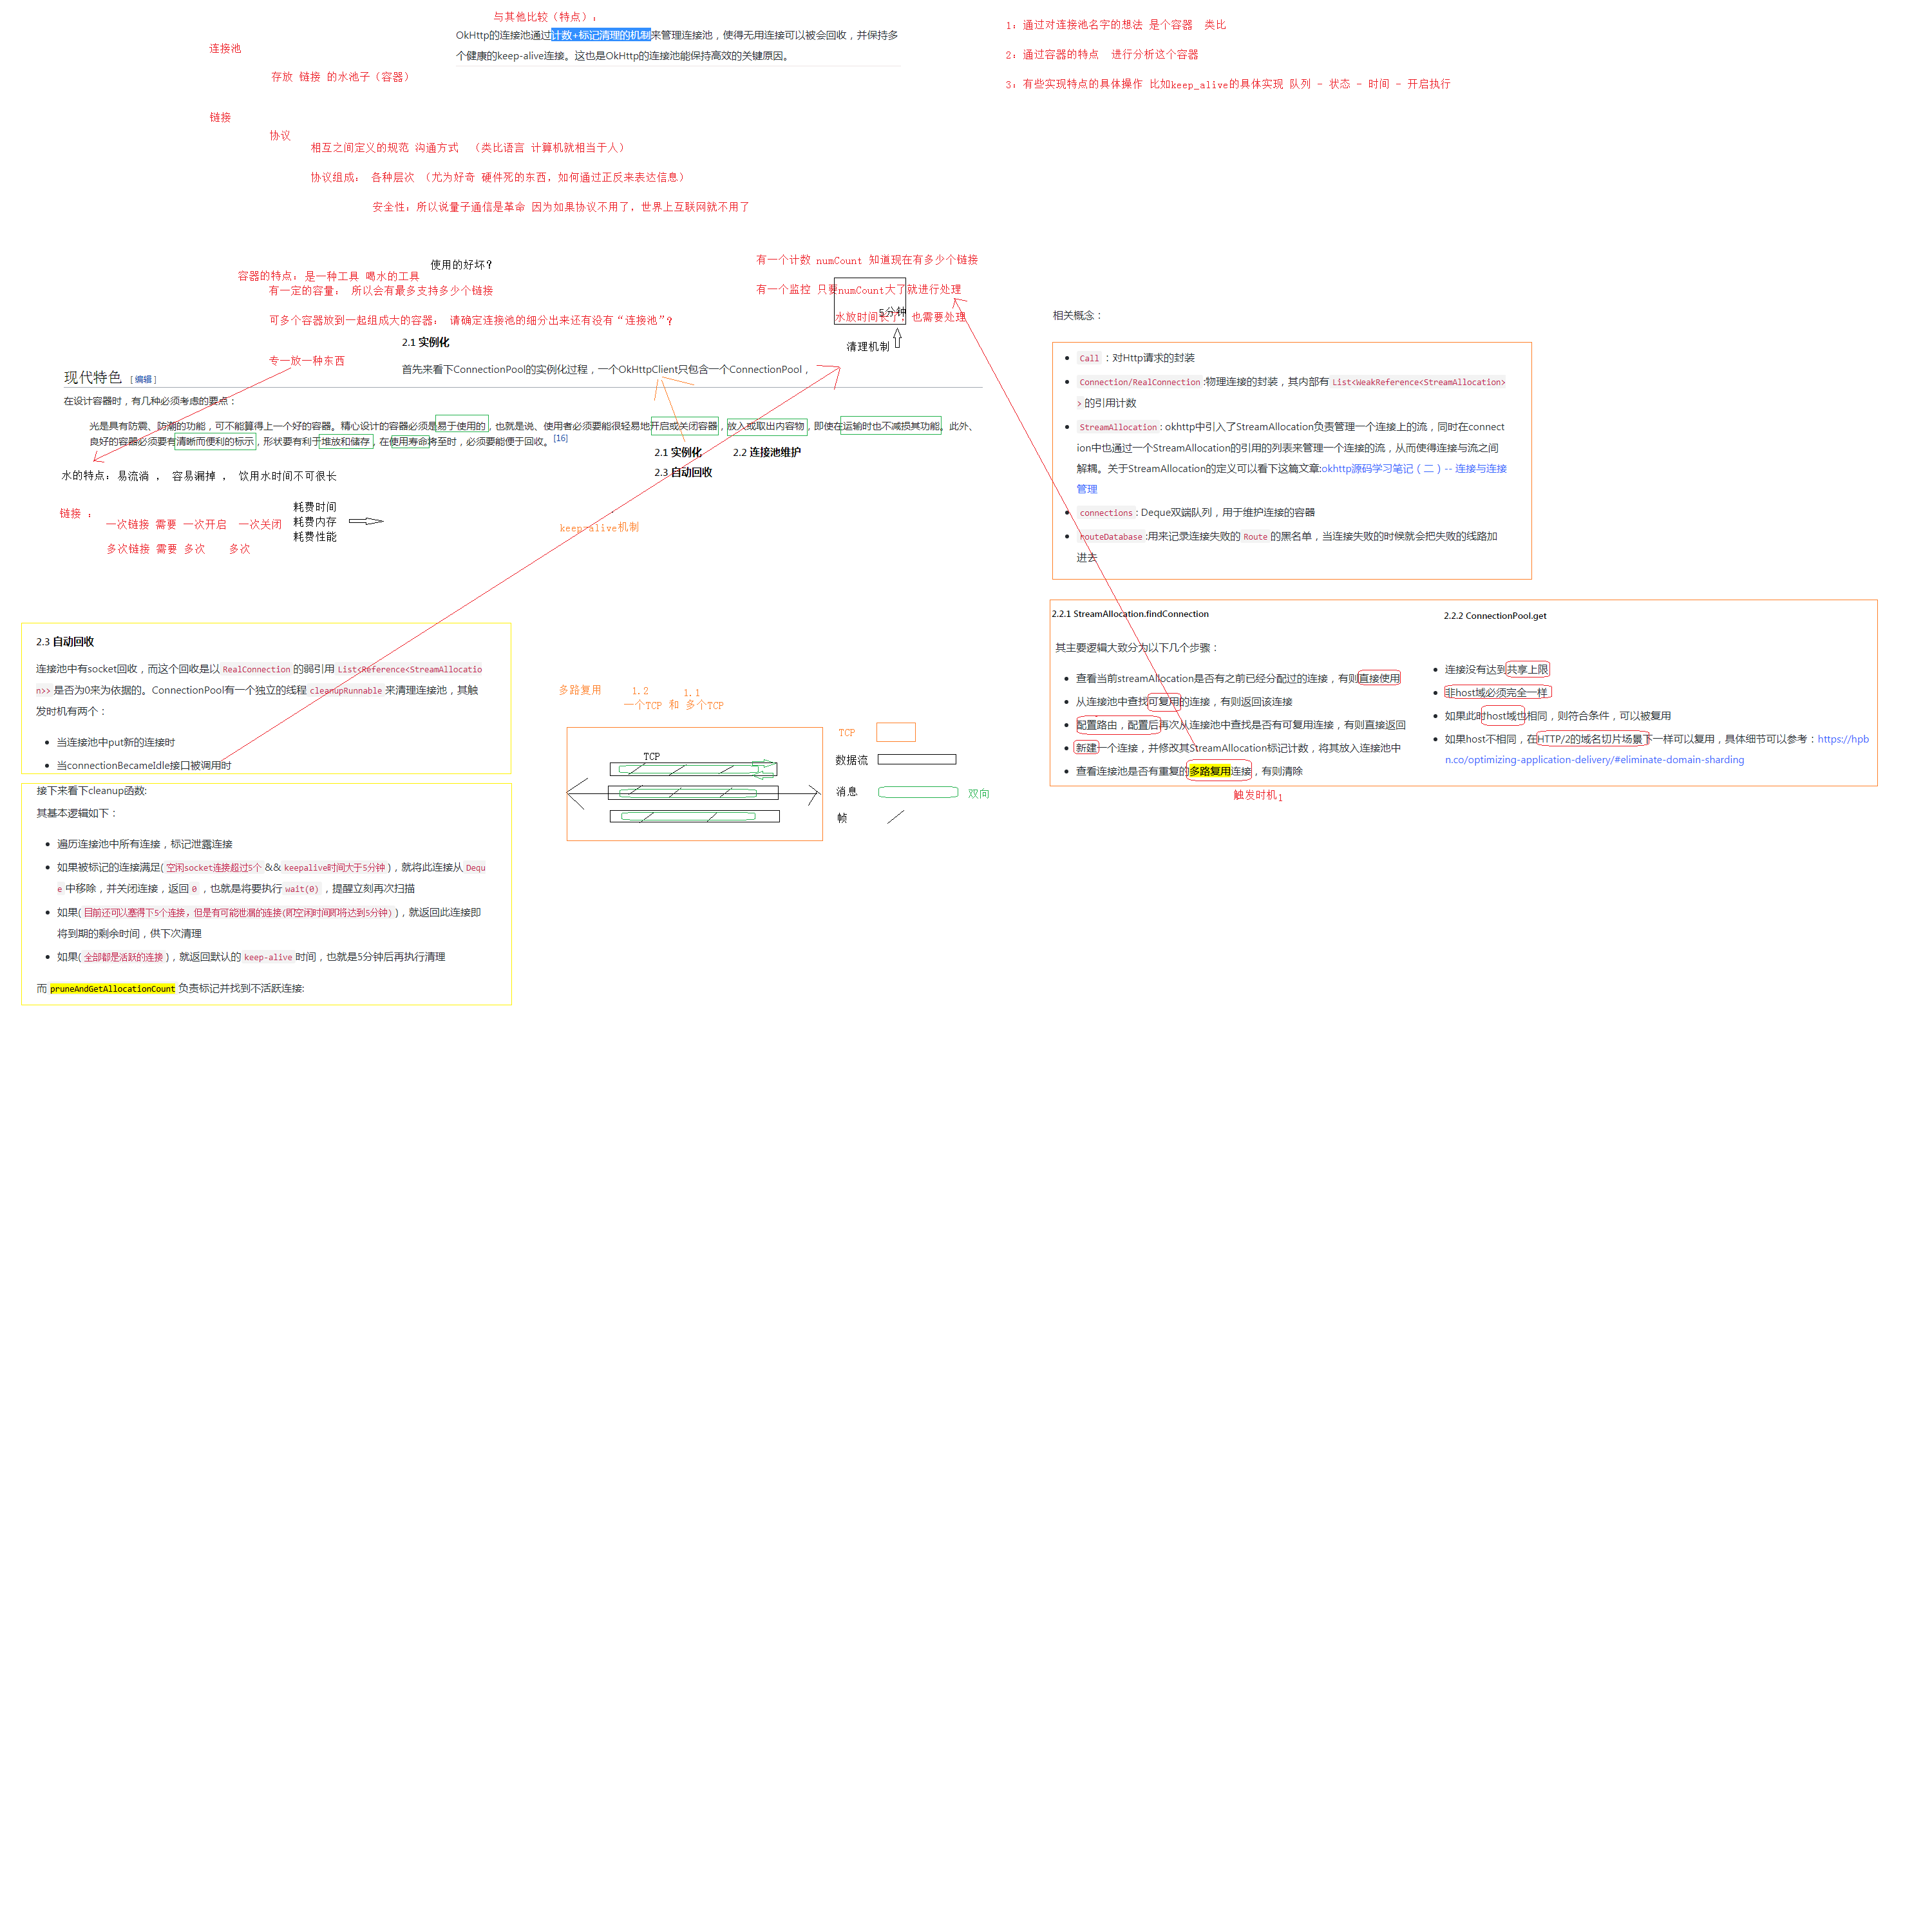 与其他比较（特点）：
OkHttp的连接池通过计数+标记清理的机制来管理连接池，使得无用连接可以被会回收，并保持多
个健康的keep-alive连接。这也是OkHttp的连接池能保持高效的关键原因。
连接池
存放 链接 的水池子（容器）
链接
协议
相互之间定义的规范 沟通方式 （类比语言 计算机就相当于人）
协议组成： 各种层次 （尤为好奇 硬件死的东西，如何通过正反来表达信息）
安全性：所以说量子通信是革命 因为如果协议不用了，世界上互联网就不用了
1：通过对连接池名字的想法 是个容器 类比
2：通过容器的特点 进行分析这个容器
3：有些实现特点的具体操作 比如keep_alive的具体实现 队列 - 状态 - 时间 - 开启执行
使用的好坏？
容器的特点：是一种工具 喝水的工具
有一定的容量： 所以会有最多支持多少个链接
可多个容器放到一起组成大的容器： 请确定连接池的细分出来还有没有“连接池”？
专一放一种东西
有一个计数 numCount 知道现在有多少个链接
有一个监控 只要numCount大了就进行处理
5分钟
水放时间长了，也需要处理
清理机制
2.1 实例化
首先来看下ConnectionPool的实例化过程，一个OkHttpClient只包含一个ConnectionPool，
现代特色 [编辑]
在设计容器时，有几种必须考虑的要点：
光是具有防震、防潮的功能，可不能算得上一个好的容器。精心设计的容器必须是易于使用的，也就是说、使用者必须要能很轻易地开启或关闭容器，放入或取出内容物，即使在运输时也不减损其功能。此外、
良好的容器必须要有清晰而便利的标示，形状要有利于堆放和储存，在使用寿命将至时，必须要能便于回收。[16]
2.1 实例化
2.2 连接池维护
2.3 自动回收
水的特点：易流淌 ， 容易漏掉 ， 饮用水时间不可很长
链接 ：
一次链接 需要 一次开启 一次关闭
多次链接 需要 多次 多次
耗费时间
耗费内存
耗费性能
keep-alive机制
相关概念：
Call ：对Http请求的封装
Connection/RealConnection :物理连接的封装，其内部有 List<WeakReference<StreamAllocation>
> 的引用计数
StreamAllocation : okhttp中引入了StreamAllocation负责管理一个连接上的流，同时在connect
ion中也通过一个StreamAllocation的引用的列表来管理一个连接的流，从而使得连接与流之间
解耦。关于StreamAllocation的定义可以看下这篇文章:okhttp源码学习笔记（二）-- 连接与连接
管理
connections : Deque双端队列，用于维护连接的容器
routeDatabase :用来记录连接失败的 Route 的黑名单，当连接失败的时候就会把失败的线路加
进去
2.2.1 StreamAllocation.findConnection
其主要逻辑大致分为以下几个步骤：
查看当前streamAllocation是否有之前已经分配过的连接，有则直接使用
从连接池中查找可复用的连接，有则返回该连接
配置路由，配置后再次从连接池中查找是否有可复用连接，有则直接返回
新建一个连接，并修改其StreamAllocation标记计数，将其放入连接池中
查看连接池是否有重复的多路复用连接，有则清除
触发时机1
2.2.2 ConnectionPool.get
连接没有达到共享上限
非host域必须完全一样
如果此时host域也相同，则符合条件，可以被复用
如果host不相同，在HTTP/2的域名切片场景下一样可以复用，具体细节可以参考：https://hpb
n.co/optimizing-application-delivery/#eliminate-domain-sharding
2.3 自动回收
连接池中有socket回收，而这个回收是以 RealConnection 的弱引用 List<Reference<StreamAllocatio
n>> 是否为0来为依据的。ConnectionPool有一个独立的线程 cleanupRunnable 来清理连接池，其触
发时机有两个：
当连接池中put新的连接时
当connectionBecameIdle接口被调用时
接下来看下cleanup函数:
其基本逻辑如下：
遍历连接池中所有连接，标记泄露连接
如果被标记的连接满足( 空闲socket连接超过5个 && keepalive时间大于5分钟 )，就将此连接从 Dequ
e 中移除，并关闭连接，返回 0 ，也就是将要执行 wait(0) ，提醒立刻再次扫描
如果( 目前还可以塞得下5个连接，但是有可能泄漏的连接(即空闲时间即将达到5分钟) )，就返回此连接即
将到期的剩余时间，供下次清理
如果( 全部都是活跃的连接 )，就返回默认的 keep-alive 时间，也就是5分钟后再执行清理
而 pruneAndGetAllocationCount 负责标记并找到不活跃连接:
多路复用 1.2 1.1
一个TCP 和 多个TCP
TCP
TCP
数据流
消息
双向
帧